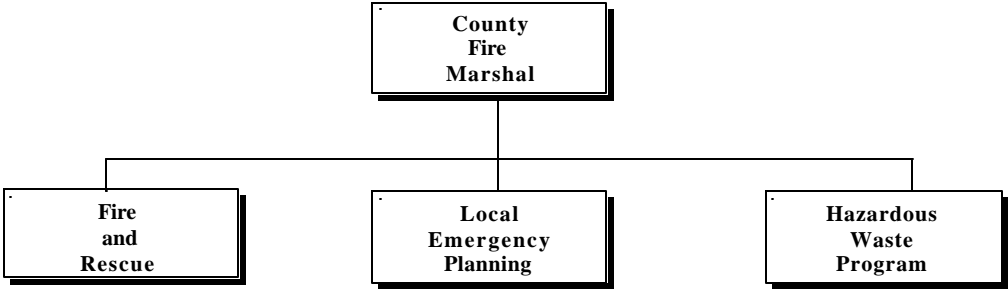 County
Fire
Marshal
Fire
and
Rescue
Local
Emergency
Planning
Hazardous
Waste
Program